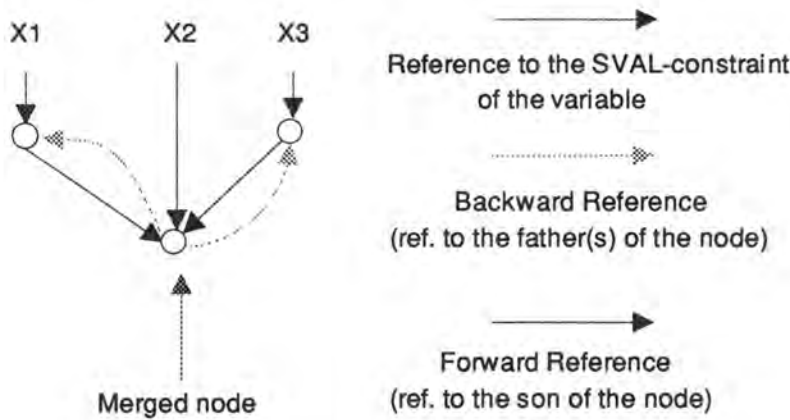 X1
X2
X3
Merged node
Reference to the SVAL-constraint
of the variable
Backward Reference
(ref. to the father(s) of the node)
Forward Reference
(ref. to the son of the node)